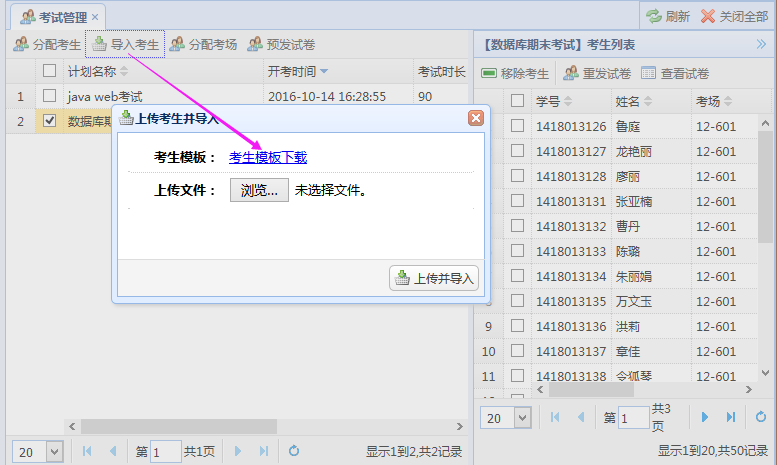 考试管理
刷新 关闭全部
分配考生 导入考生 分配考场 预发试卷
计划名称 开考时间 考试时长
1 java web考试 2016-10-14 16:28:55 90
2 数据库期
上传考生并导入
考生模板： 考生模板下载
上传文件： 浏览... 未选择文件。
上传并导入
20 第 1 共1页 显示1到2,共2记录
【数据库期末考试】考生列表
移除考生 重发试卷 查看试卷
学号 姓名 考场
1418013126 鲁庭 12-601
1418013127 龙艳丽 12-601
1418013128 廖丽 12-601
1418013131 张亚楠 12-601
1418013132 曹丹 12-601
1418013133 陈璐 12-601
1418013134 朱丽娟 12-601
1418013135 万文玉 12-601
9 1418013136 洪莉 12-601
10 1418013137 章佳 12-601
11 1418013138 令狐琴 12-601
20 第 1 共3页
显示1到20,共50记录